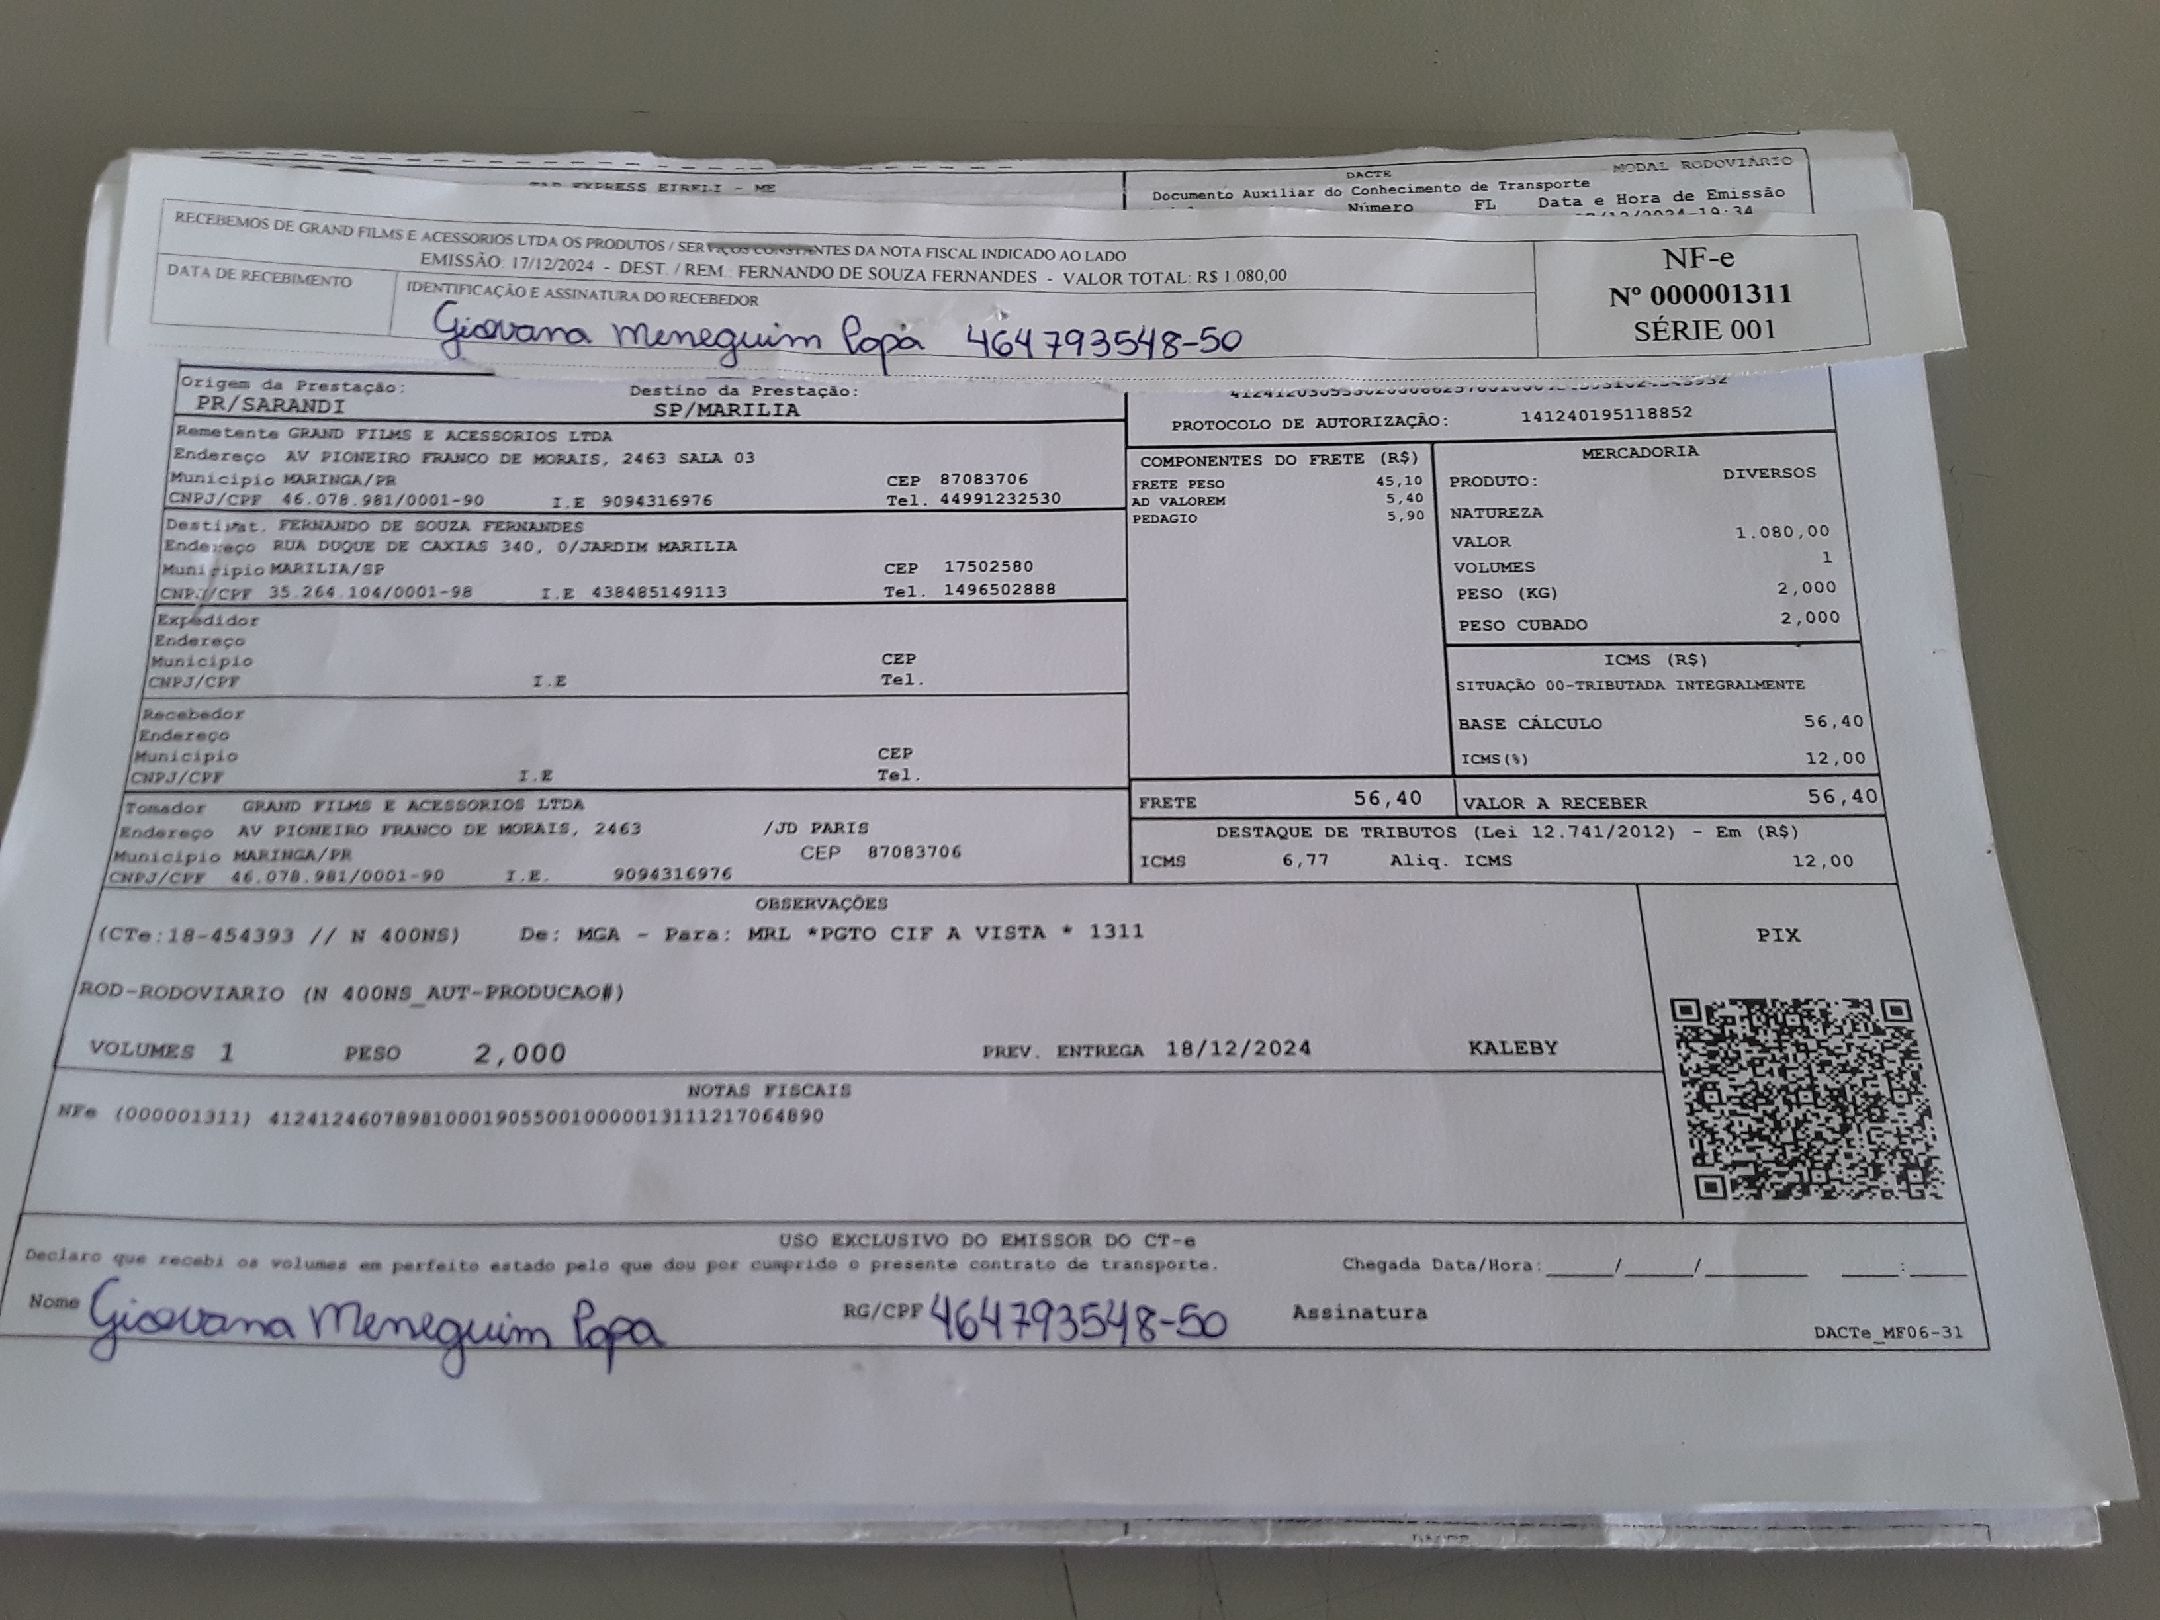 EXPRESS EIRELI - ME
DACTE
MODAL RODOVIÁRIO
Documento Auxiliar do Conhecimento de Transporte
Número FL Data e Hora de Emissão
RECEBEMOS DE GRAND FILMS E ACESSORIOS LTDA OS PRODUTOS / SERVIÇOS CONSTANTES DA NOTA FISCAL INDICADO AO LADO
EMISSÃO: 17/12/2024 - DEST. / REM.: FERNANDO DE SOUZA FERNANDES - VALOR TOTAL: R$ 1.080,00
DATA DE RECEBIMENTO
IDENTIFICAÇÃO E ASSINATURA DO RECEBEDOR
Giovana Meneguim Papa 464793548-50
NF-e
Nº 000001311
SÉRIE 001
Origem da Prestação: Destino da Prestação:
PR/SARANDI SP/MARILIA
Remetente GRAND FILMS E ACESSORIOS LTDA
Endereço AV PIONEIRO FRANCO DE MORAIS, 2463 SALA 03
Municipio MARINGA/PR CEP 87083706
CNPJ/CPF 46.078.981/0001-90 I.E 9094316976 Tel. 44991232530
Destinat. FERNANDO DE SOUZA FERNANDES
Endereço RUA DUQUE DE CAXIAS 340, 0/JARDIM MARILIA
Municipio MARILIA/SP CEP 17502580
CNPJ/CPF 35.264.104/0001-98 I.E 438485149113 Tel. 1496502888
Expedidor
Endereço
Municipio CEP
CNPJ/CPF I.E Tel.
Recebedor
Endereço
Municipio CEP
CNPJ/CPF I.E Tel.
Tomador GRAND FILMS E ACESSORIOS LTDA
Endereço AV PIONEIRO FRANCO DE MORAIS, 2463 /JD PARIS
Municipio MARINGA/PR CEP 87083706
CNPJ/CPF 46.078.981/0001-90 I.E. 9094316976
PROTOCOLO DE AUTORIZAÇÃO: 141240195118852
COMPONENTES DO FRETE (R$)
FRETE PESO 45,10
AD VALOREM 5,40
PEDAGIO 5,90
MERCADORIA
PRODUTO: DIVERSOS
NATUREZA
VALOR 1.080,00
VOLUMES 1
PESO (KG) 2,000
PESO CUBADO 2,000
ICMS (R$)
SITUAÇÃO 00-TRIBUTADA INTEGRALMENTE
BASE CÁLCULO 56,40
ICMS(%) 12,00
FRETE 56,40 VALOR A RECEBER 56,40
DESTAQUE DE TRIBUTOS (Lei 12.741/2012) - Em (R$)
ICMS 6,77 Aliq. ICMS 12,00
OBSERVAÇÕES
(CTe:18-454393 // N 400NS) De: MGA - Para: MRL *PGTO CIF A VISTA * 1311
ROD-RODOVIARIO (N 400NS_AUT-PRODUCAO#)
VOLUMES 1 PESO 2,000 PREV. ENTREGA 18/12/2024 KALEBY
PIX
NOTAS FISCAIS
NFe (000001311) 41241246078981000190550010000013111217064890
USO EXCLUSIVO DO EMISSOR DO CT-e
Declaro que recebi os volumes em perfeito estado pelo que dou por cumprido o presente contrato de transporte. Chegada Data/Hora:____/____/______ ___:___
Nome Giovana Meneguim Papa RG/CPF 464793548-50 Assinatura
DACTe_MF06-31